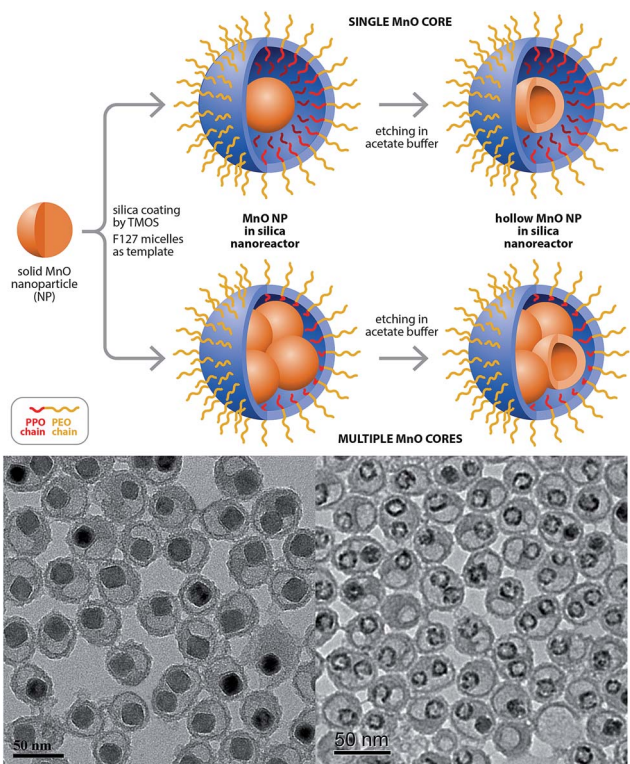 SINGLE MnO CORE
etching in
acetate buffer
silica coating
by TMOS
F127 micelles
as template
MnO NP
in silica
nanoreactor
hollow MnO NP
in silica
nanoreactor
solid MnO
nanoparticle
(NP)
etching in
acetate buffer
PPO PEO
chain chain
MULTIPLE MnO CORES
50 nm
50 nm